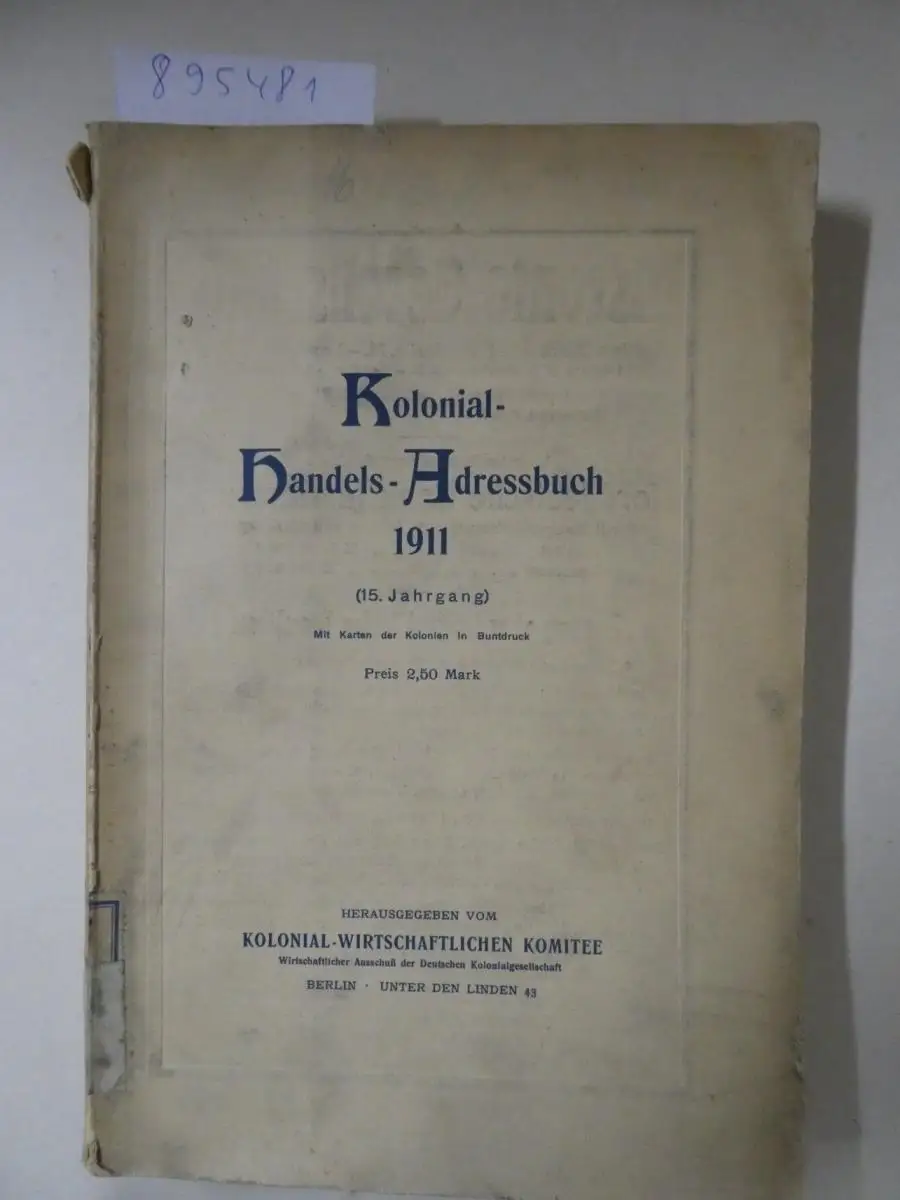 895481
Kolonial-
Handels-Adressbuch
1911
(15. Jahrgang)
Mit Karten der Kolonien in Buntdruck
Preis 2,50 Mark
HERAUSGEGEBEN VOM
KOLONIAL-WIRTSCHAFTLICHEN KOMITEE
Wirtschaftlicher Ausschuß der Deutschen Kolonialgesellschaft
BERLIN · UNTER DEN LINDEN 43